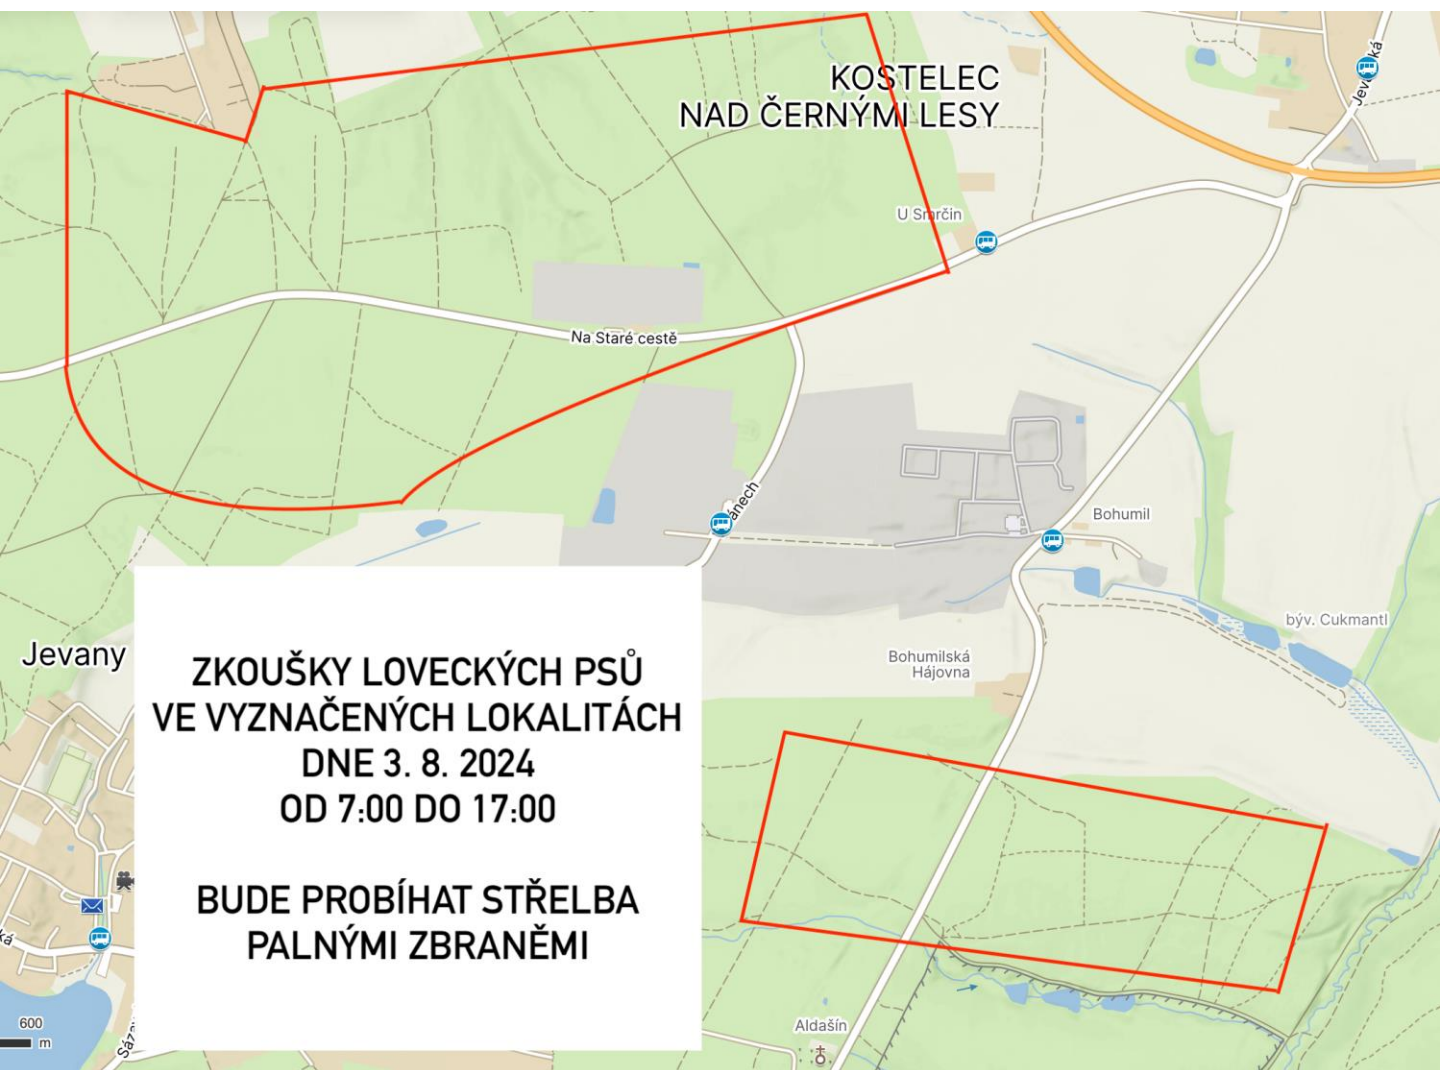 KOSTELEC
NAD ČERNÝMI LESY
U Smrčin
Na Staré cestě
Bohumil
býv. Cukmantl
Bohumilská
Hájovna
Jevany
ZKOUŠKY LOVECKÝCH PSŮ
VE VYZNAČENÝCH LOKALITÁCH
DNE 3. 8. 2024
OD 7:00 DO 17:00
BUDE PROBÍHAT STŘELBA
PALNÝMI ZBRANĚMI
Aldašín
600
m